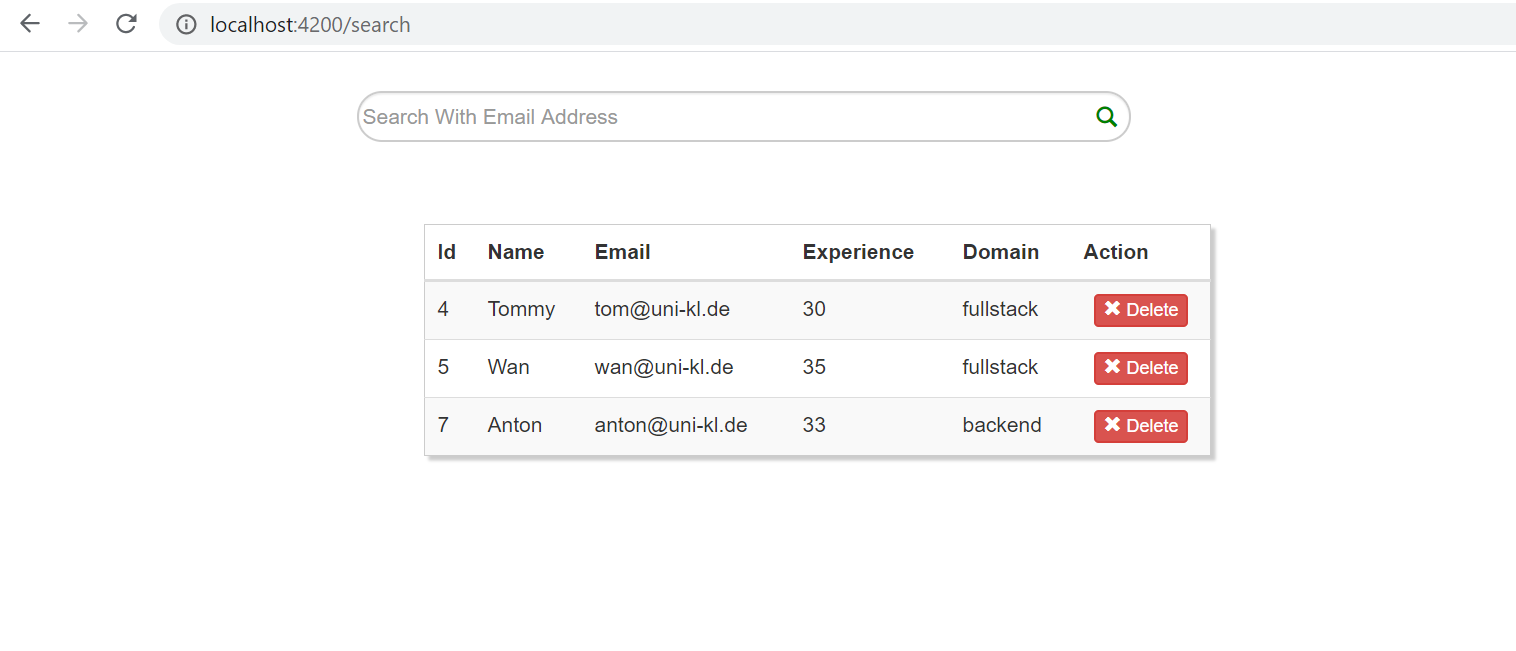 localhost:4200/search
Search With Email Address
Id Name Email Experience Domain Action
4 Tommy tom@uni-kl.de 30 fullstack Delete
5 Wan wan@uni-kl.de 35 fullstack Delete
7 Anton anton@uni-kl.de 33 backend Delete